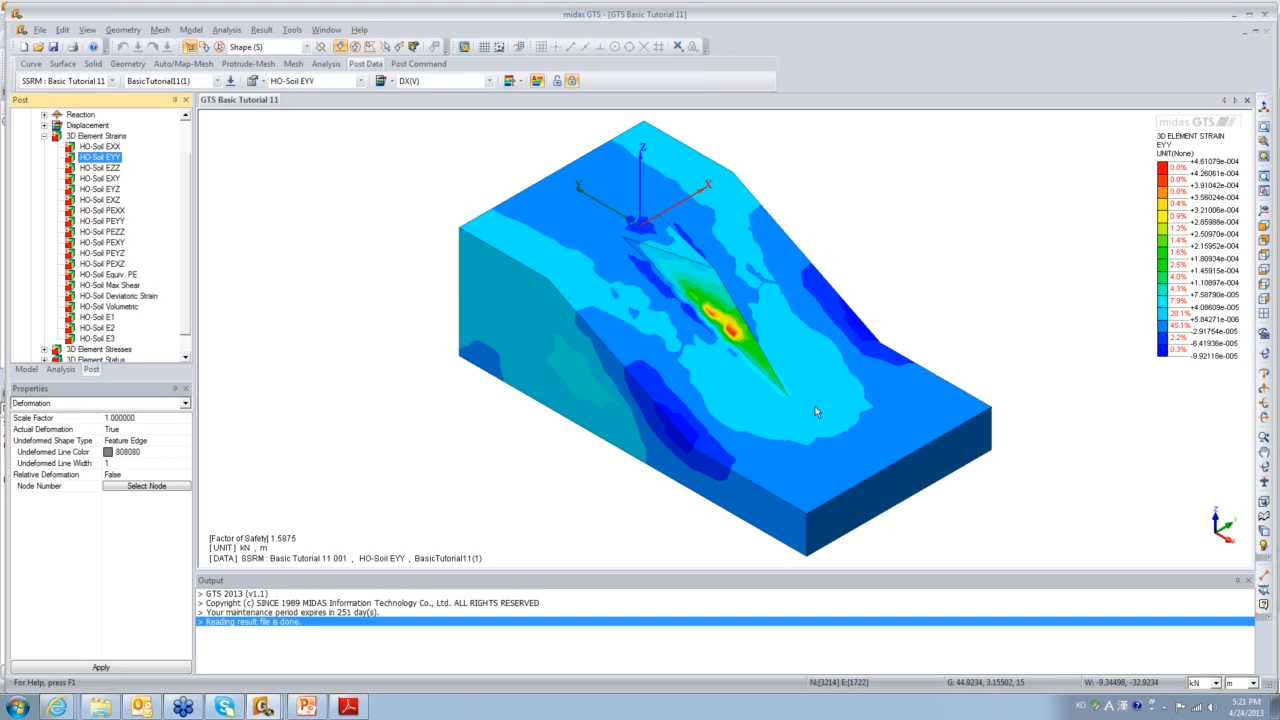 midas GTS - [GTS Basic Tutorial 11]
File Edit View Geometry Mesh Model Analysis Result Tools Window Help
Shape (S)
Curve Surface Solid Geometry Auto/Map-Mesh Protrude-Mesh Mesh Analysis Post Data Post Command
SSRM : Basic Tutorial 11 BasicTutorial11(1) HO-Soil EYY DX(V)
Post
GTS Basic Tutorial 11
Reaction
Displacement
3D Element Strains
HO-Soil EXX
HO-Soil EYY
HO-Soil EZZ
HO-Soil EXY
HO-Soil EYZ
HO-Soil EXZ
HO-Soil PEXX
HO-Soil PEYY
HO-Soil PEZZ
HO-Soil PEXY
HO-Soil PEYZ
HO-Soil PEXZ
HO-Soil Equiv. PE
HO-Soil Max Shear
HO-Soil Deviatoric Strain
HO-Soil Volumetric
HO-Soil E1
HO-Soil E2
HO-Soil E3
3D Element Stresses
3D Element Status
Model Analysis Post
Properties
Deformation
Scale Factor 1.000000
Actual Deformation True
Undeformed Shape Type Feature Edge
Undeformed Line Color 808080
Undeformed Line Width 1
Relative Deformation False
Node Number Select Node
Apply
Z
Y
X
midas GTS
3D ELEMENT STRAIN
EYY
UNIT(None)
+4.61079e-004
0.0%
+4.26061e-004
0.0%
+3.91042e-004
0.0%
+3.56024e-004
0.4%
+3.21006e-004
0.9%
+2.85988e-004
1.3%
+2.50970e-004
1.4%
+2.15952e-004
1.6%
+1.80934e-004
2.5%
+1.45915e-004
4.0%
+1.10897e-004
4.3%
+7.58790e-005
7.9%
+4.08609e-005
28.1%
+5.84271e-006
45.1%
-2.91754e-005
2.2%
-6.41936e-005
0.3%
-9.92118e-005
[Factor of Safety] 1.5875
[UNIT] kN , m
[DATA] SSRM : Basic Tutorial 11 001 , HO-Soil EYY , BasicTutorial11(1)
Output
> GTS 2013 (v1.1)
> Copyright (c) SINCE 1989 MIDAS Information Technology Co., Ltd. ALL RIGHTS RESERVED
> Your maintenance period expires in 251 day(s).
> Reading result file is done.
For Help, press F1
N:[3214] E:[1722] G: 44.9234, 3.15502, 15 W: -9.34498, -32.9234 kN m
KO A 漢
5:21 PM
4/24/2013